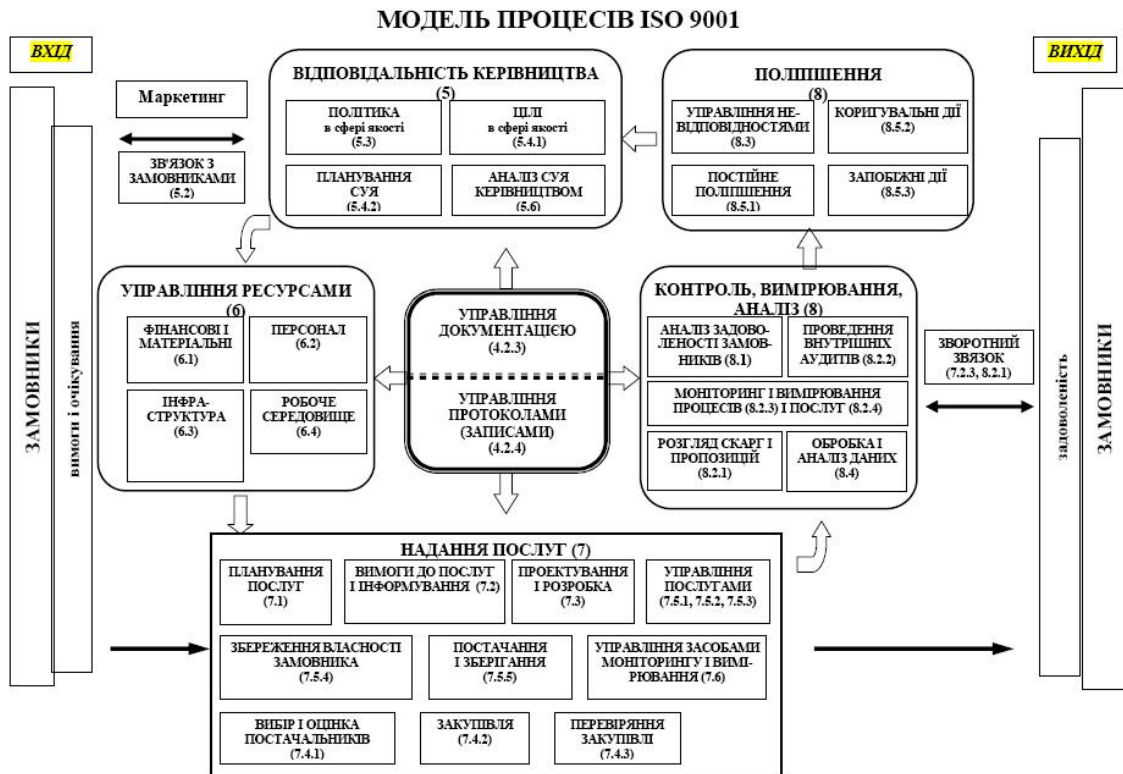 МОДЕЛЬ ПРОЦЕСІВ ISO 9001
ВХІД
ВИХІД
ЗАМОВНИКИ
вимоги і очікування
Маркетинг
ЗВ'ЯЗОК З
ЗАМОВНИКАМИ
(5.2)
ВІДПОВІДАЛЬНІСТЬ КЕРІВНИЦТВА
(5)
ПОЛІТИКА
в сфері якості
(5.3)
ЦІЛІ
в сфері якості
(5.4.1)
ПЛАНУВАННЯ
СУЯ
(5.4.2)
АНАЛІЗ СУЯ
КЕРІВНИЦТВОМ
(5.6)
ПОЛІПШЕННЯ
(8)
УПРАВЛІННЯ НЕ-
ВІДПОВІДНОСТЯМИ
(8.3)
КОРИГУВАЛЬНІ ДІЇ
(8.5.2)
ПОСТІЙНЕ
ПОЛІПШЕННЯ
(8.5.1)
ЗАПОБІЖНІ ДІЇ
(8.5.3)
УПРАВЛІННЯ РЕСУРСАМИ
(6)
ФІНАНСОВІ І
МАТЕРІАЛЬНІ
(6.1)
ПЕРСОНАЛ
(6.2)
ІНФРА-
СТРУКТУРА
(6.3)
РОБОЧЕ
СЕРЕДОВИЩЕ
(6.4)
УПРАВЛІННЯ
ДОКУМЕНТАЦІЄЮ
(4.2.3)
УПРАВЛІННЯ
ПРОТОКОЛАМИ
(ЗАПИСАМИ)
(4.2.4)
КОНТРОЛЬ, ВИМІРЮВАННЯ,
АНАЛІЗ (8)
АНАЛІЗ ЗАДОВО-
ЛЕНОСТІ ЗАМОВ-
НИКІВ (8.1)
ПРОВЕДЕННЯ
ВНУТРІШНІХ
АУДИТІВ (8.2.2)
МОНІТОРИНГ І ВИМІРЮВАННЯ
ПРОЦЕСІВ (8.2.3) І ПОСЛУГ (8.2.4)
РОЗГЛЯД СКАРГ І
ПРОПОЗИЦІЙ
(8.2.1)
ОБРОБКА І
АНАЛІЗ ДАНИХ
(8.4)
ЗВОРОТНИЙ
ЗВЯЗОК
(7.2.3, 8.2.1)
задоволеність
ЗАМОВНИКИ
НАДАННЯ ПОСЛУГ (7)
ПЛАНУВАННЯ
ПОСЛУГ
(7.1)
ВИМОГИ ДО ПОСЛУГ
І ІНФОРМУВАННЯ (7.2)
ПРОЕКТУВАННЯ
І РОЗРОБКА
(7.3)
УПРАВЛІННЯ
ПОСЛУГАМИ
(7.5.1, 7.5.2, 7.5.3)
ЗБЕРЕЖЕННЯ ВЛАСНОСТІ
ЗАМОВНИКА
(7.5.4)
ПОСТАЧАННЯ
І ЗБЕРІГАННЯ
(7.5.5)
УПРАВЛІННЯ ЗАСОБАМИ
МОНІТОРИНГУ І ВИМІ-
РЮВАННЯ (7.6)
ВИБІР І ОЦІНКА
ПОСТАЧАЛЬНИКІВ
(7.4.1)
ЗАКУПІВЛЯ
(7.4.2)
ПЕРЕВІРЯННЯ
ЗАКУПІВЛІ
(7.4.3)